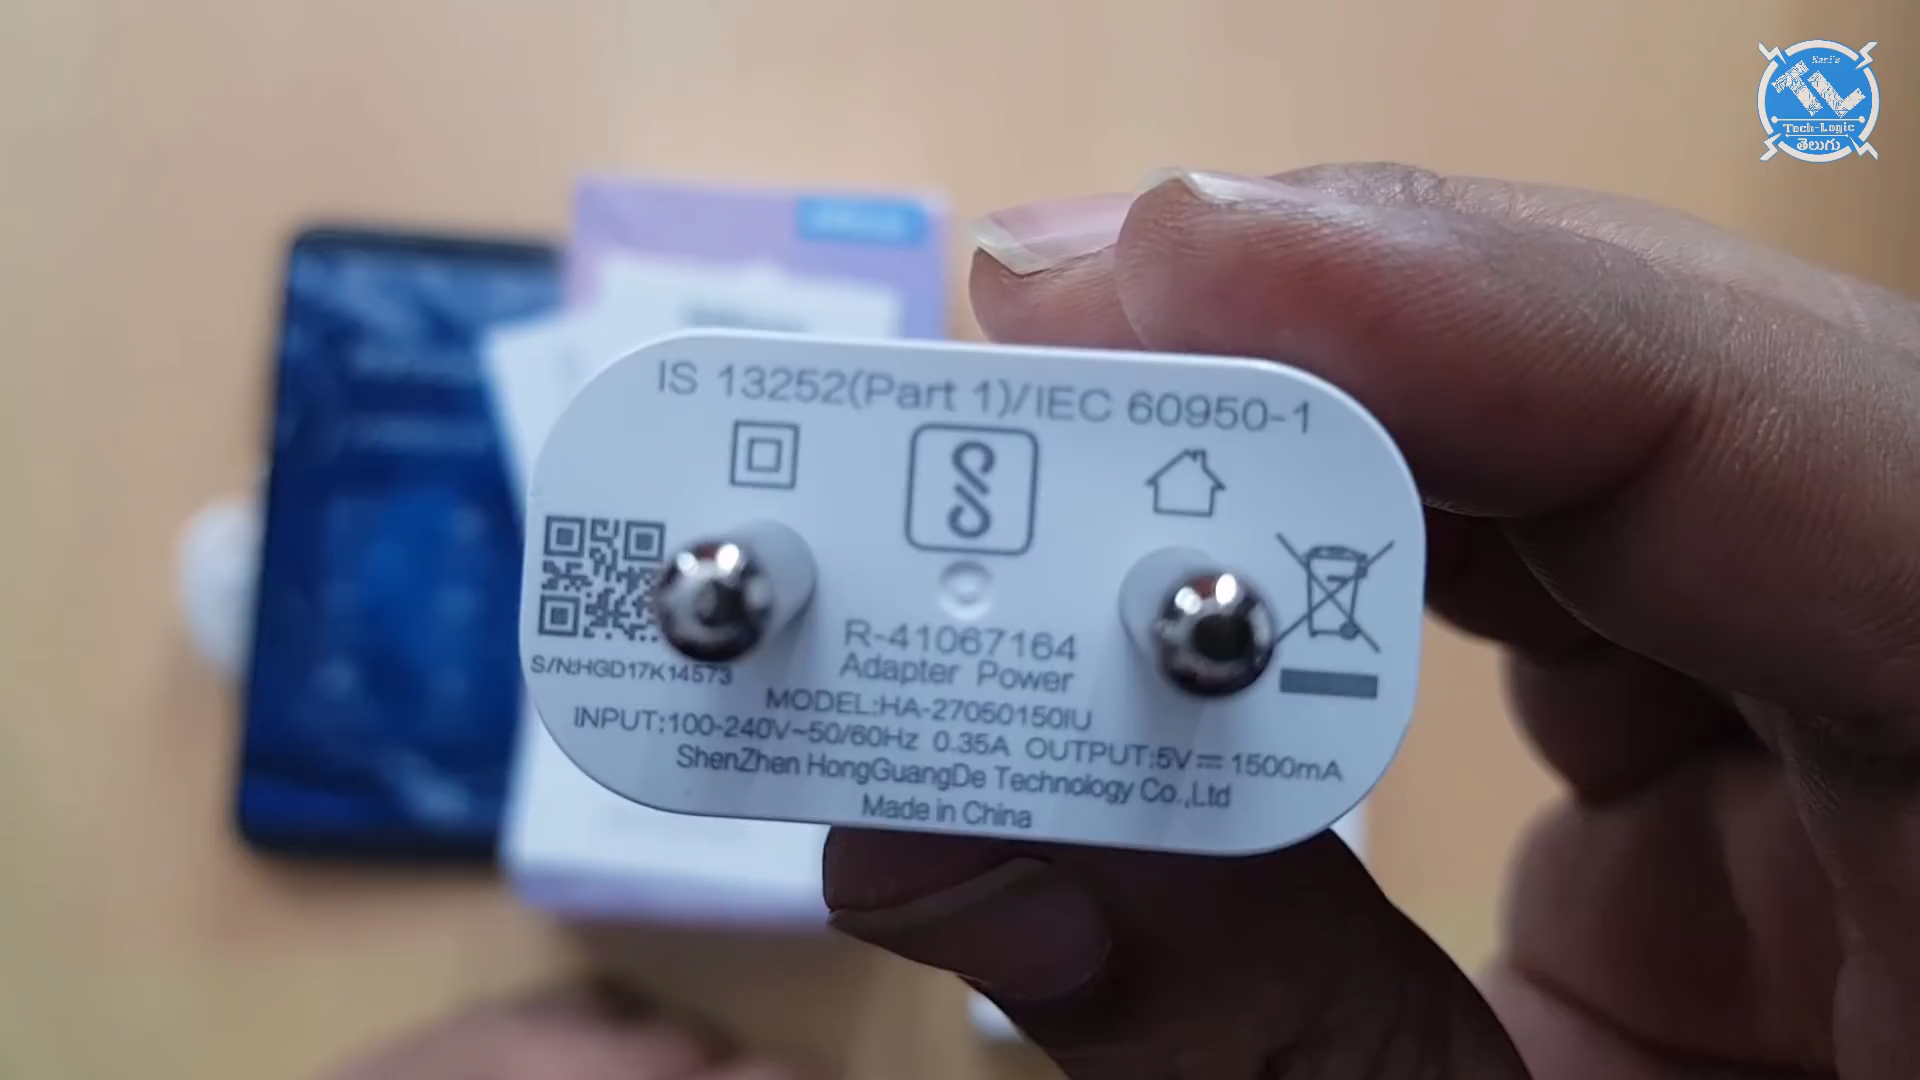 Tech-Logic
తెలుగు
IS 13252(Part 1)/IEC 60950-1
R-41067164
Adapter Power
S/N:HGD17K14573
MODEL:HA-27050150IU
INPUT:100-240V~50/60Hz 0.35A OUTPUT:5V⎓1500mA
ShenZhen HongGuangDe Technology Co.,Ltd
Made in China